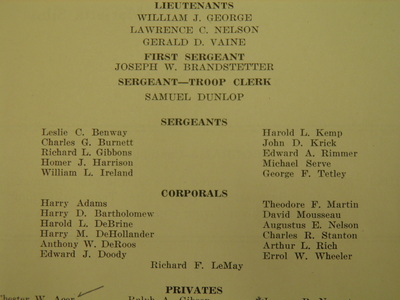 LIEUTENANTS
WILLIAM J. GEORGE
LAWRENCE C. NELSON
GERALD D. VAINE
FIRST SERGEANT
JOSEPH W. BRANDSTETTER
SERGEANT—TROOP CLERK
SAMUEL DUNLOP
SERGEANTS
Leslie C. Benway Harold L. Kemp
Charles G. Burnett John D. Krick
Richard L. Gibbons Edward A. Rimmer
Homer J. Harrison Michael Serve
William L. Ireland George F. Tetley
CORPORALS
Harry Adams Theodore F. Martin
Harry D. Bartholomew David Mousseau
Harold L. DeBrine Augustus E. Nelson
Harry M. DeHollander Charles R. Stanton
Anthony W. DeRoos Arthur L. Rich
Edward J. Doody Errol W. Wheeler
Richard F. LeMay
PRIVATES
Chester W. Ralph A.